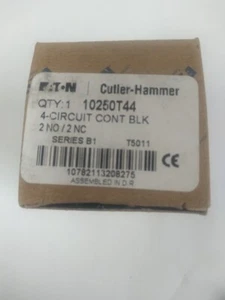 EATON Cutler-Hammer
QTY: 1 10250T44
4-CIRCUIT CONT BLK
2 NO / 2 NC
SERIES B1 T5011
10782113208275
ASSEMBLED IN D.R
CE